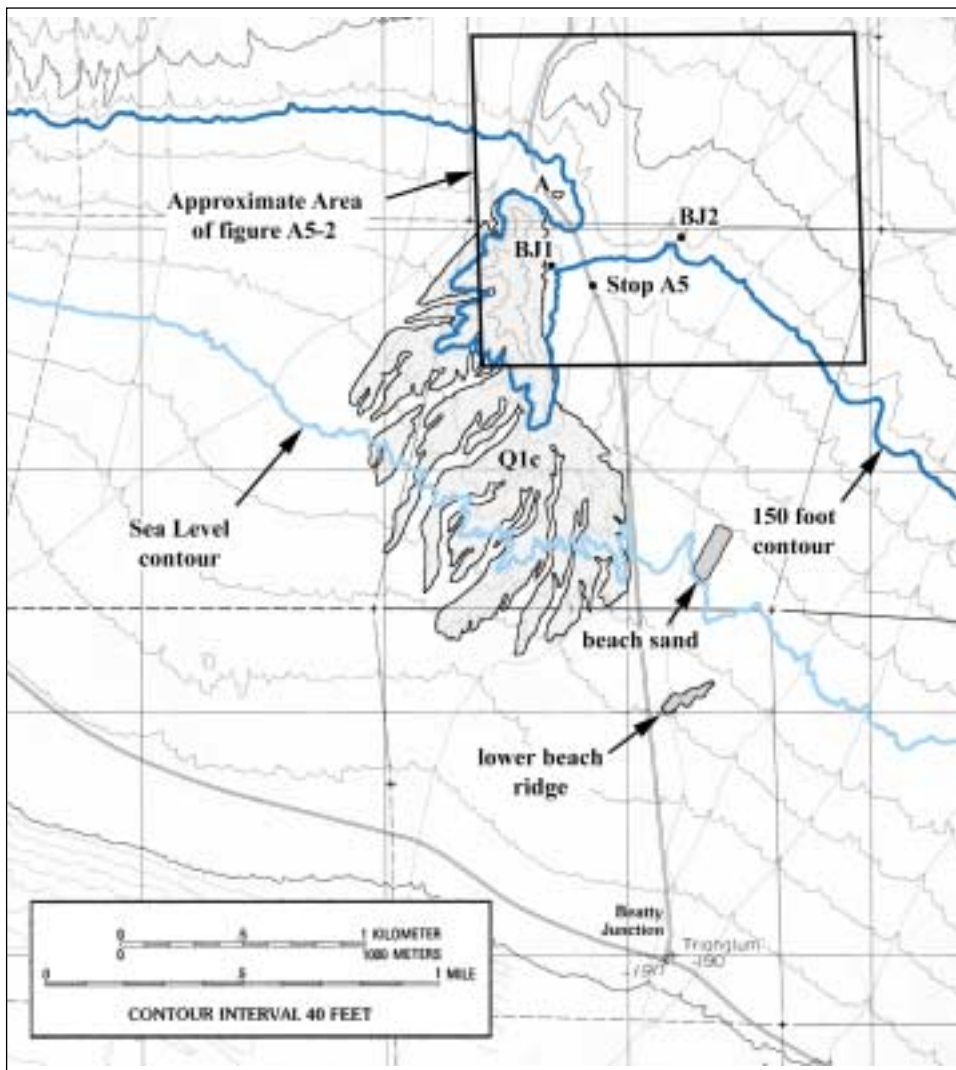 Approximate Area
of figure A5-2
A
BJ1
BJ2
Stop A5
Q1c
Sea Level
contour
150 foot
contour
beach sand
lower beach
ridge
Beatty
Junction
Triangulum
-190
-190
0 .5 1 KILOMETER
0 1000 METERS
0 .5 1 MILE
CONTOUR INTERVAL 40 FEET